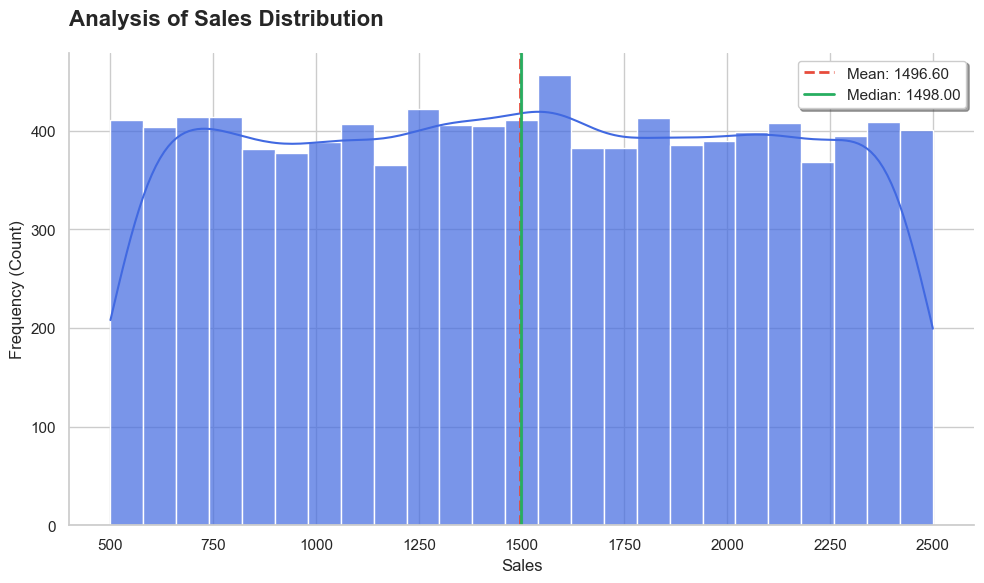 Analysis of Sales Distribution
Mean: 1496.60
Median: 1498.00
Frequency (Count)
400
300
200
100
0
500 750 1000 1250 1500 1750 2000 2250 2500
Sales